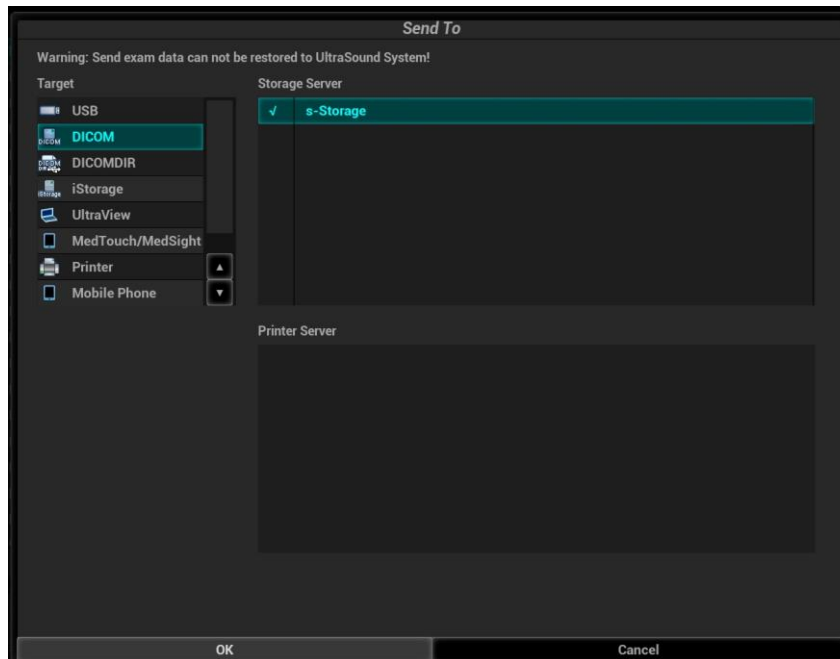 Send To
Warning: Send exam data can not be restored to UltraSound System!
Target
Storage Server
USB
√ s-Storage
DICOM
DICOMDIR
iStorage
UltraView
MedTouch/MedSight
Printer
Mobile Phone
Printer Server
OK
Cancel